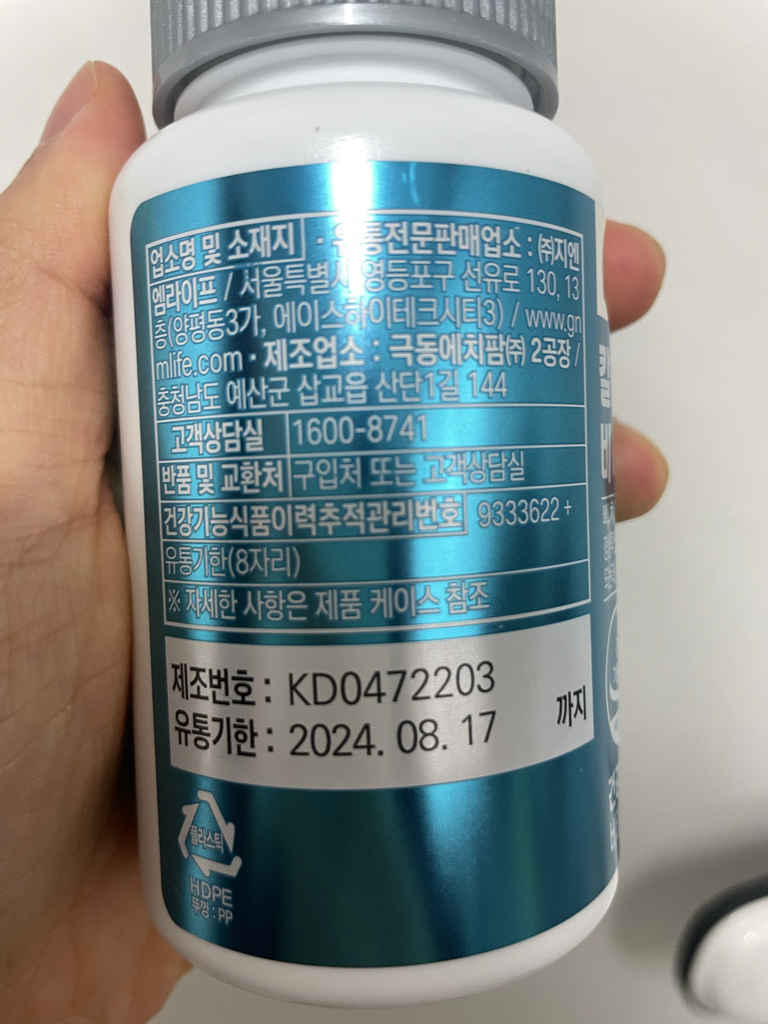 업소명 및 소재지 · 유통전문판매업소 : ㈜지엔
엠라이프 / 서울특별시 영등포구 선유로 130, 13
층(양평동3가, 에이스하이테크시티3) / www.gn
mlife.com · 제조업소 : 극동에치팜㈜ 2공장 /
충청남도 예산군 삽교읍 산단1길 144
고객상담실 1600-8741
반품 및 교환처 구입처 또는 고객상담실
건강기능식품이력추적관리번호 9333622 +
유통기한(8자리)
※ 자세한 사항은 제품 케이스 참조
제조번호 : KD0472203
유통기한 : 2024. 08. 17 까지
플라스틱
HDPE
뚜껑 : PP